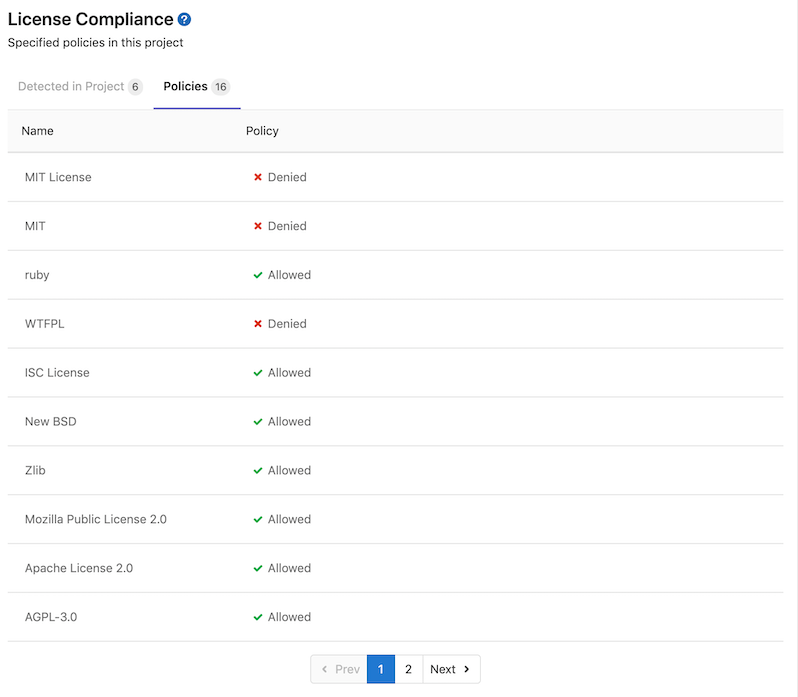 License Compliance ?
Specified policies in this project
Detected in Project 6 Policies 16
Name Policy
MIT License Denied
MIT Denied
ruby Allowed
WTFPL Denied
ISC License Allowed
New BSD Allowed
Zlib Allowed
Mozilla Public License 2.0 Allowed
Apache License 2.0 Allowed
AGPL-3.0 Allowed
Prev 1 2 Next